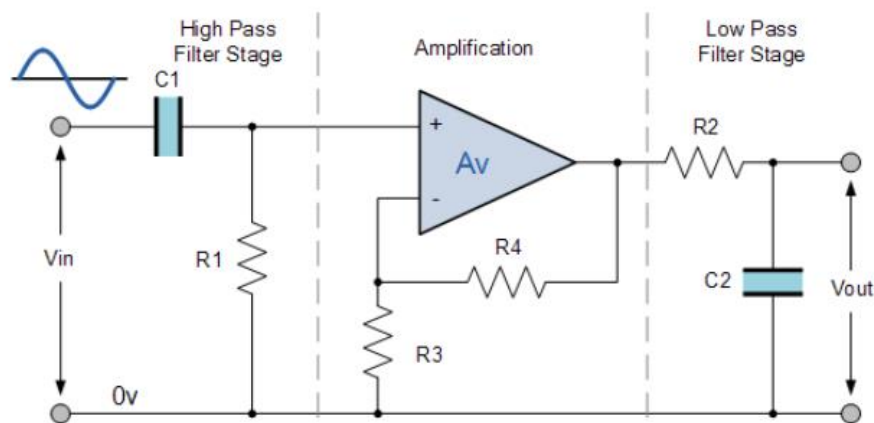 High Pass
Filter Stage
Amplification
Low Pass
Filter Stage
C1
R2
+
Av
-
Vin
R1
R4
C2
Vout
R3
0v